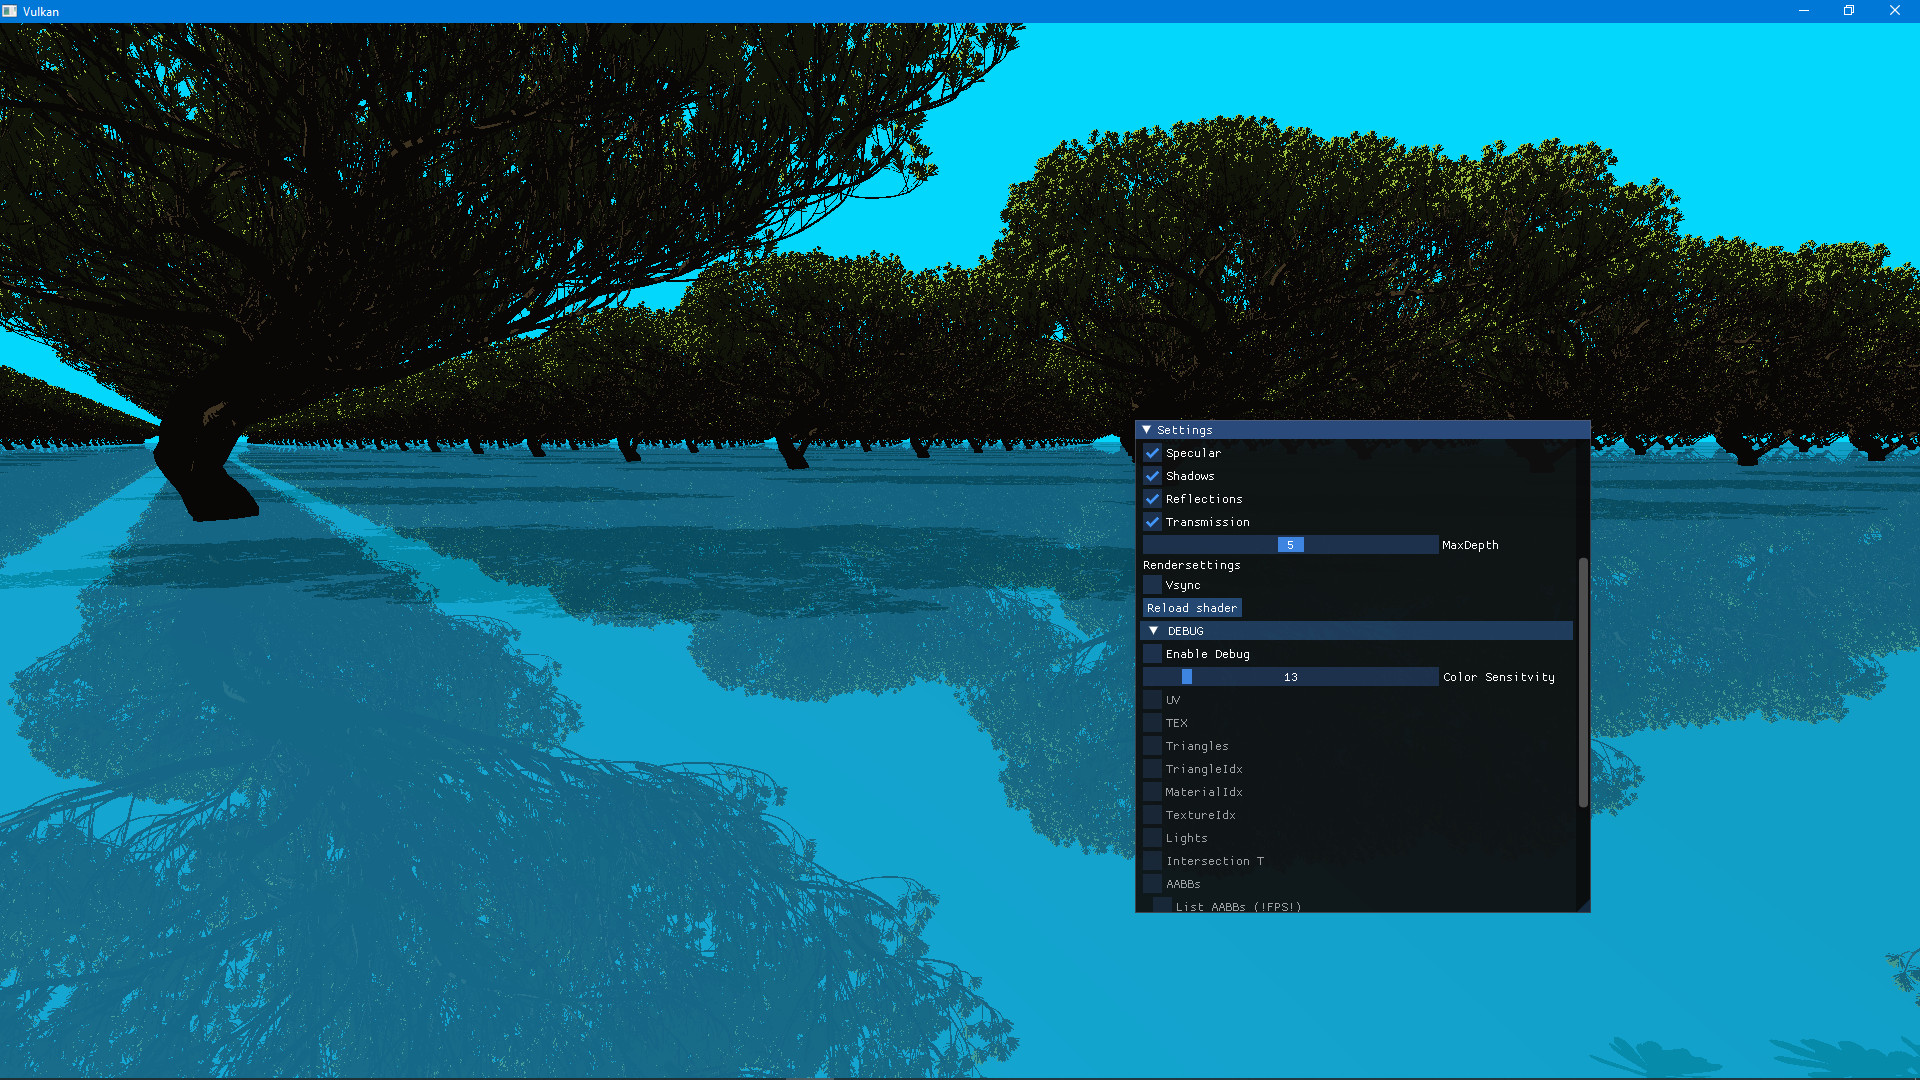 Vulkan
Settings
Specular
Shadows
Reflections
Transmission
5 MaxDepth
Rendersettings
Vsync
Reload shader
DEBUG
Enable Debug
13 Color Sensitvity
UV
TEX
Triangles
TriangleIdx
MaterialIdx
TextureIdx
Lights
Intersection T
AABBs
List AABBs (!FPS!)